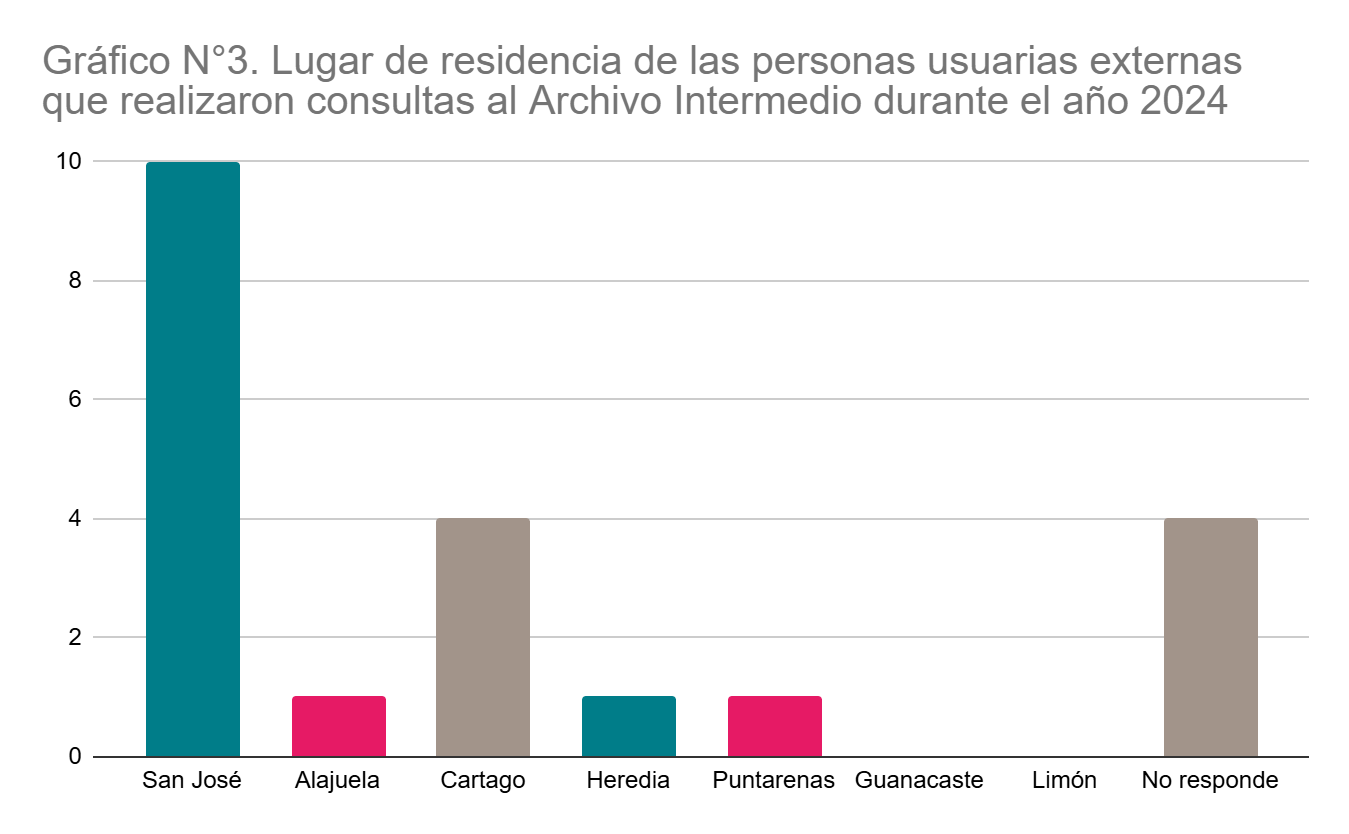 Gráfico N°3. Lugar de residencia de las personas usuarias externas
que realizaron consultas al Archivo Intermedio durante el año 2024
10
8
6
4
2
0
San José Alajuela Cartago Heredia Puntarenas Guanacaste Limón No responde